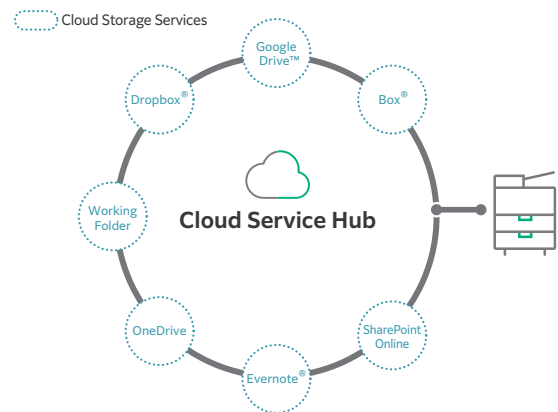 Cloud Storage Services
Google
Drive™
Dropbox®
Box®
Working
Folder
Cloud Service Hub
OneDrive
SharePoint
Online
Evernote®